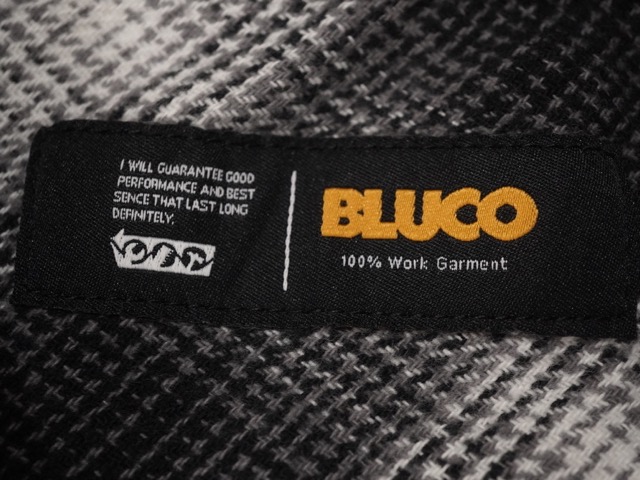 I WILL GUARANTEE GOOD
PERFORMANCE AND BEST
SENCE THAT LAST LONG
DEFINITELY,
BLUCO
100% Work Garment